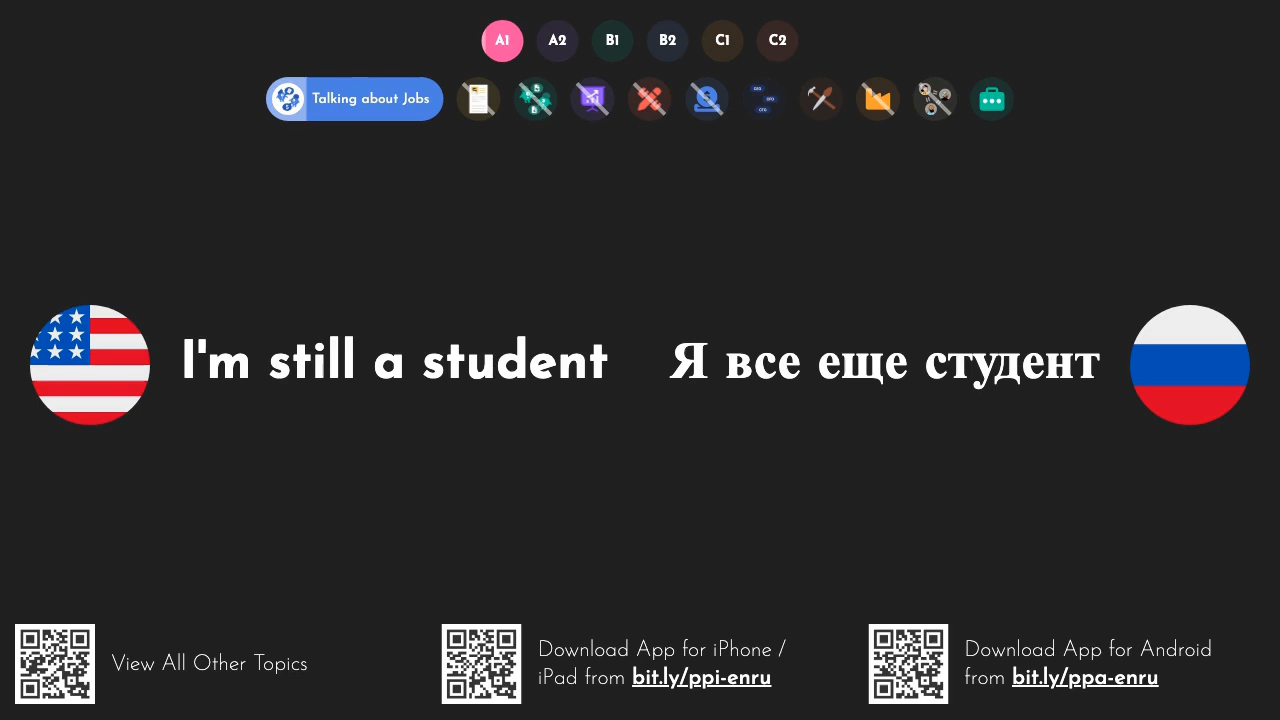 A1 A2 B1 B2 C1 C2
Talking about Jobs
I'm still a student
Я все еще студент
View All Other Topics
Download App for iPhone /
iPad from bit.ly/ppi-enru
Download App for Android
from bit.ly/ppa-enru